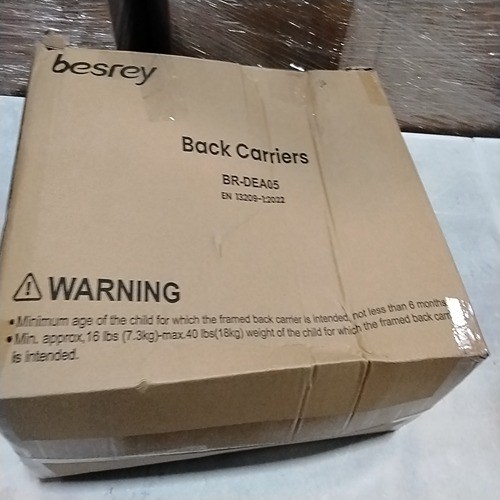 besrey
Back Carriers
BR-DEA05
EN 13209-1:2022
WARNING
•Minimum age of the child for which the framed back carrier is intended, not less than 6 months
•Min. approx,16 lbs (7.3kg)-max.40 lbs(18kg) weight of the child for which the framed back
is intended.